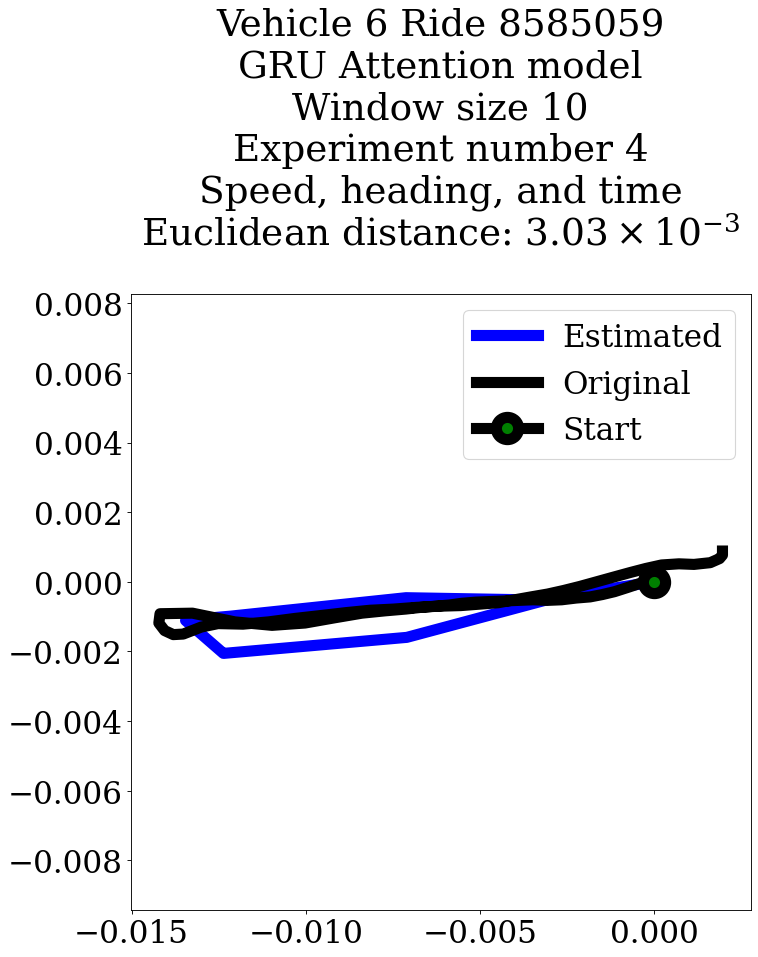 Vehicle 6 Ride 8585059
GRU Attention model
Window size 10
Experiment number 4
Speed, heading, and time
Euclidean distance: 3.03 × 10⁻³
Estimated
Original
Start
0.008
0.006
0.004
0.002
0.000
−0.002
−0.004
−0.006
−0.008
−0.015 −0.010 −0.005 0.000